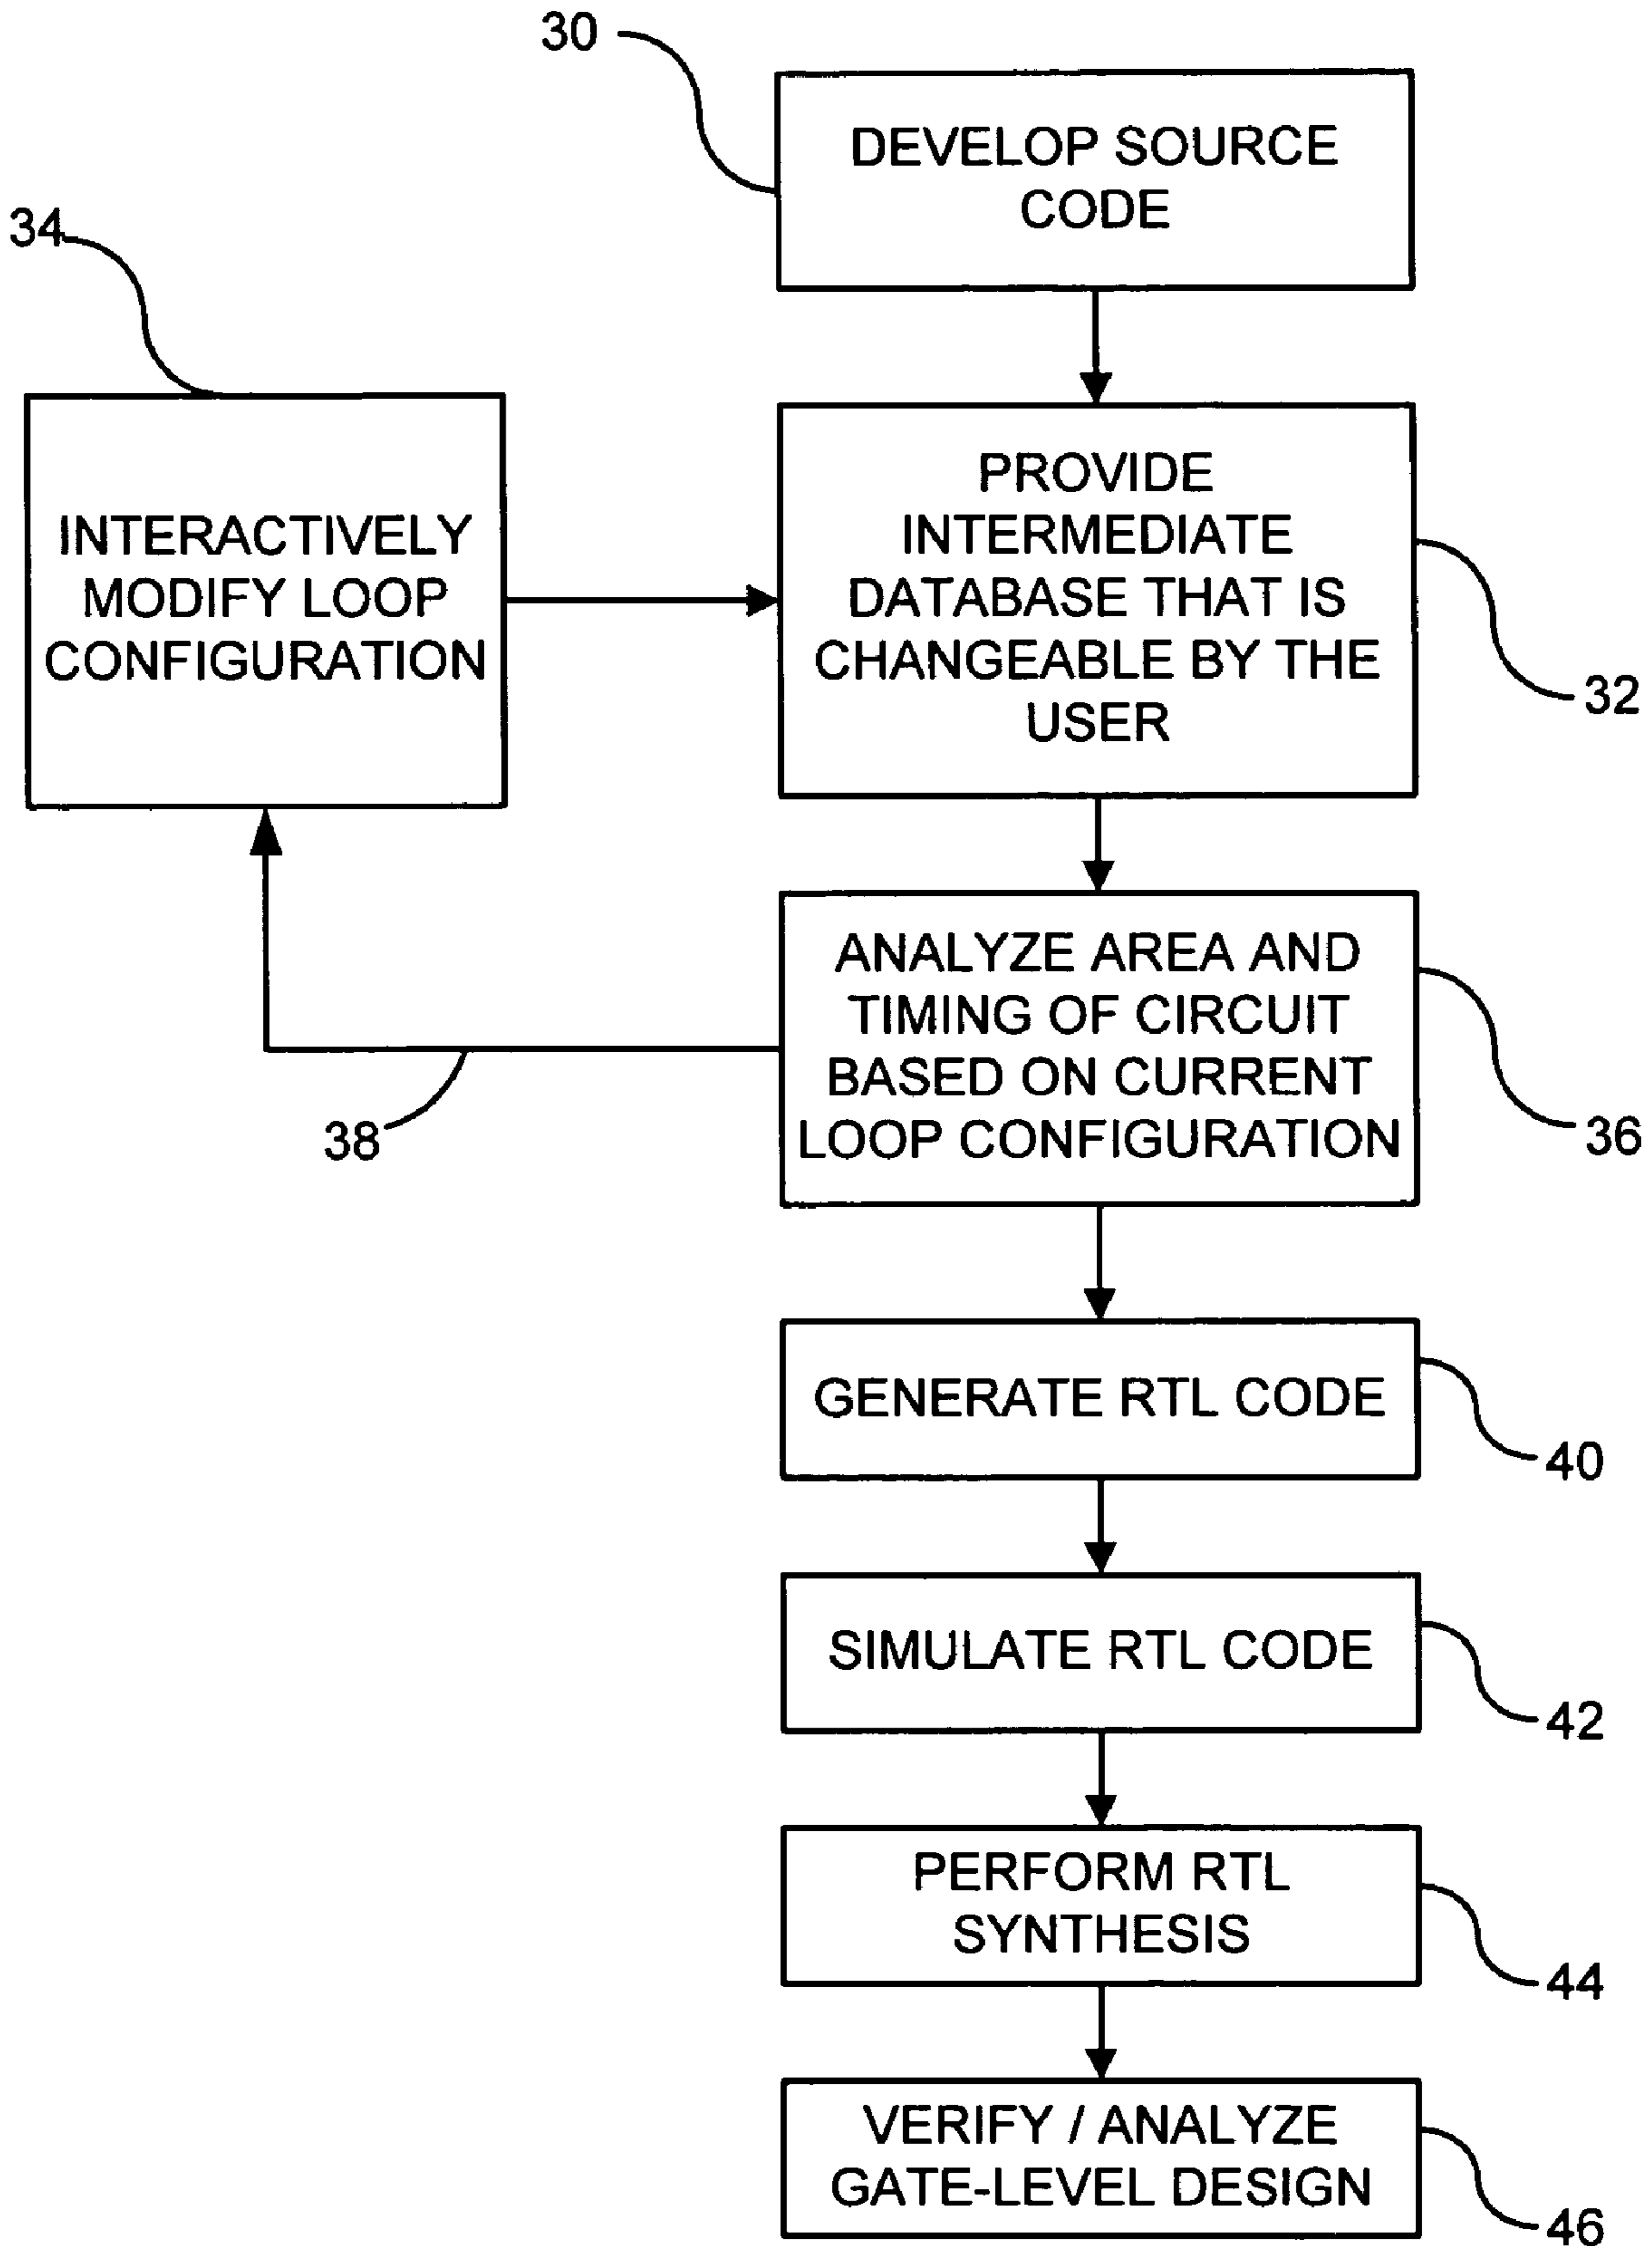 30
DEVELOP SOURCE
CODE
34
INTERACTIVELY
MODIFY LOOP
CONFIGURATION
PROVIDE
INTERMEDIATE
DATABASE THAT IS
CHANGEABLE BY THE
USER
32
ANALYZE AREA AND
TIMING OF CIRCUIT
BASED ON CURRENT
LOOP CONFIGURATION
36
38
GENERATE RTL CODE
40
SIMULATE RTL CODE
42
PERFORM RTL
SYNTHESIS
44
VERIFY / ANALYZE
GATE-LEVEL DESIGN
46